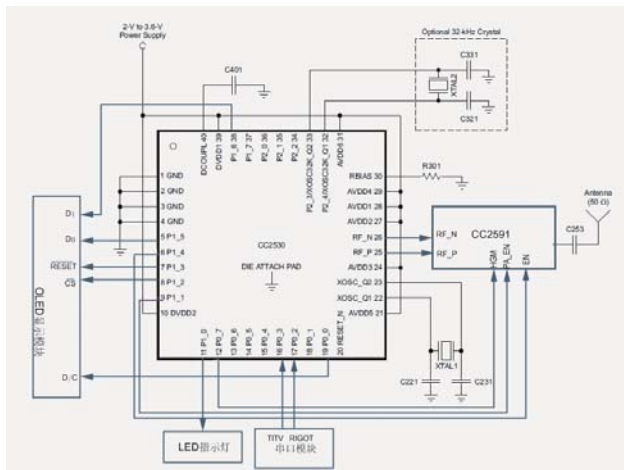 2-V to 3.6-V
Power Supply
Optional 32-kHz Crystal
C401
C331
XTAL2
C321
DCOUPL 40
DVDD1 39
P1_6 38
P1_7 37
P2_0 36
P2_1 35
P2_2 34
P2_3/XOSC32K_Q2 33
P2_4/XOSC32K_Q1 32
AVDD6 31
1 GND
2 GND
3 GND
4 GND
5 P1_5
6 P1_4
7 P1_3
8 P1_2
9 P1_1
10 DVDD2
CC2530
DIE ATTACH PAD
RBIAS 30
AVDD4 29
AVDD1 28
AVDD2 27
RF_N 26
RF_P 25
AVDD3 24
XOSC_Q2 23
XOSC_Q1 22
AVDD5 21
R301
11 P1_0
12 P0_7
13 P0_6
14 P0_5
15 P0_4
16 P0_3
17 P0_2
18 P0_1
19 P0_0
20 RESET_N
D1
D0
RESET
CS
D/C
OLED显示模块
RF_N
RF_P
CC2591
HGM
PA_EN
EN
C253
Antenna
(50 Ω)
XTAL1
C221
C231
LED指示灯
TITV RIGOT
串口模块